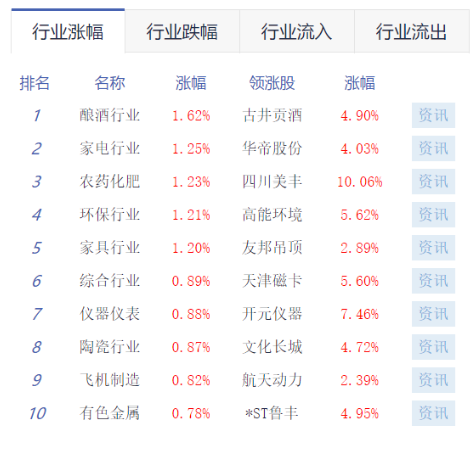 行业涨幅 行业跌幅 行业流入 行业流出
排名 名称 涨幅 领涨股 涨幅
1 酿酒行业 1.62% 古井贡酒 4.90% 资讯
2 家电行业 1.25% 华帝股份 4.03% 资讯
3 农药化肥 1.23% 四川美丰 10.06% 资讯
4 环保行业 1.21% 高能环境 5.62% 资讯
5 家具行业 1.20% 友邦吊顶 2.89% 资讯
6 综合行业 0.89% 天津磁卡 5.60% 资讯
7 仪器仪表 0.88% 开元仪器 7.46% 资讯
8 陶瓷行业 0.87% 文化长城 4.72% 资讯
9 飞机制造 0.82% 航天动力 2.39% 资讯
10 有色金属 0.78% *ST鲁丰 4.95% 资讯